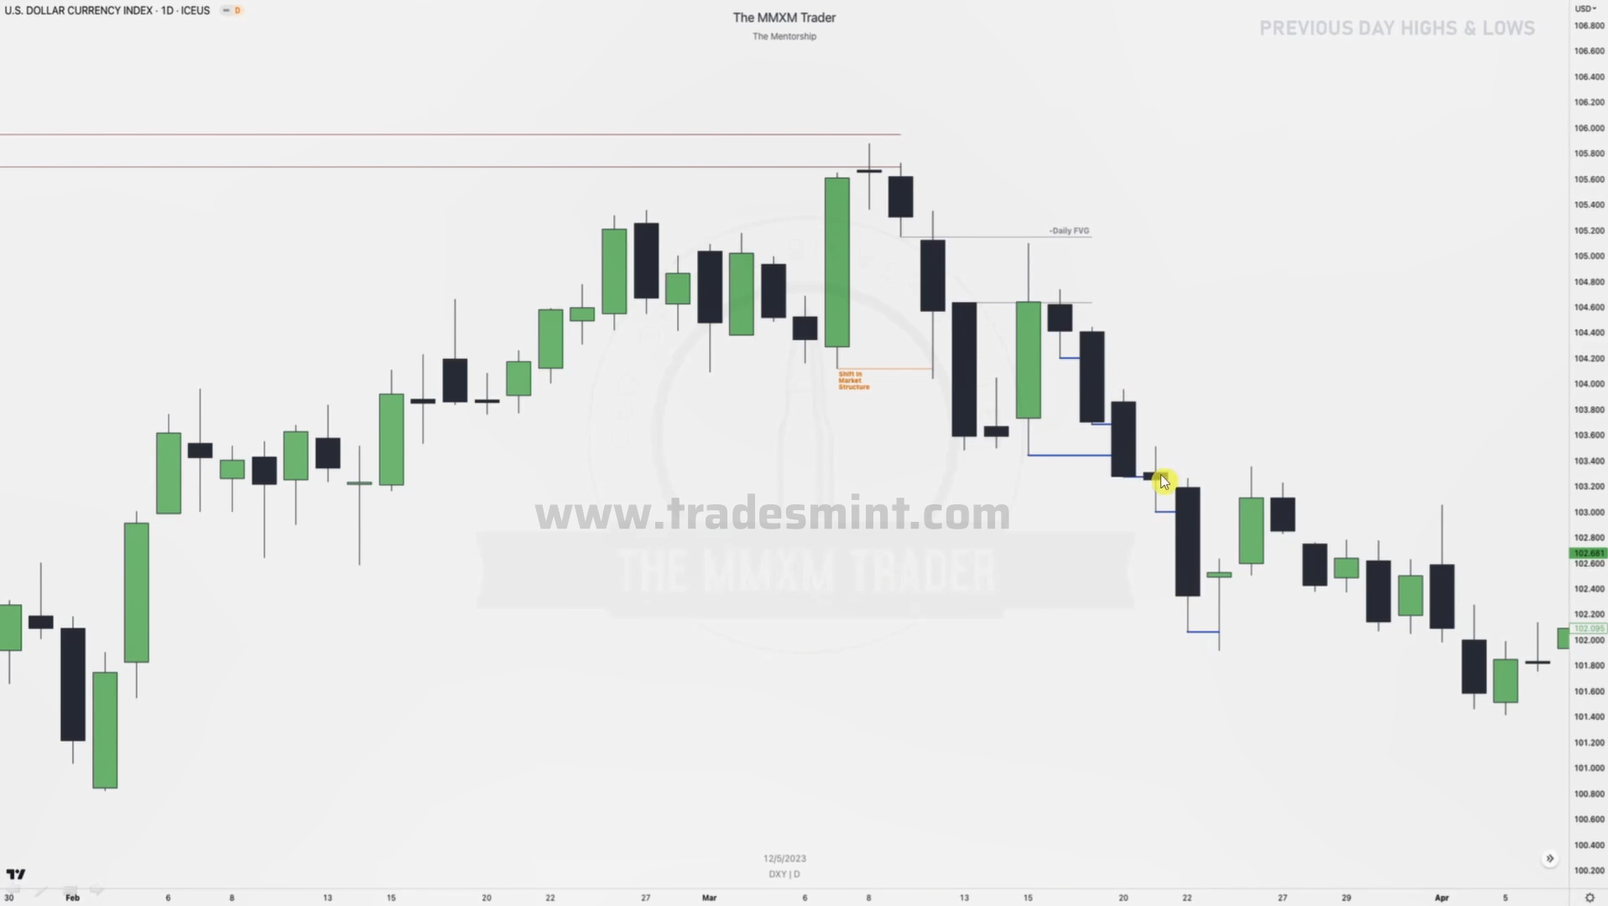 U.S. DOLLAR CURRENCY INDEX · 1D · ICEUS
D
The MMXM Trader
The Mentorship
PREVIOUS DAY HIGHS & LOWS
USD
106.800
106.600
106.400
106.200
106.000
105.800
105.600
105.400
105.200
105.000
104.800
104.600
104.400
104.200
104.000
103.800
103.600
103.400
103.200
103.000
102.800
102.681
102.600
102.400
102.200
102.095
102.000
101.800
101.600
101.400
101.200
101.000
100.800
100.600
100.400
100.200
-Daily FVG
Shift in
Market
Structure
www.tradesmint.com
THE MMXM TRADER
12/5/2023
DXY | D
30 Feb 6 8 13 15 20 22 27 Mar 6 8 13 15 20 22 27 29 Apr 5